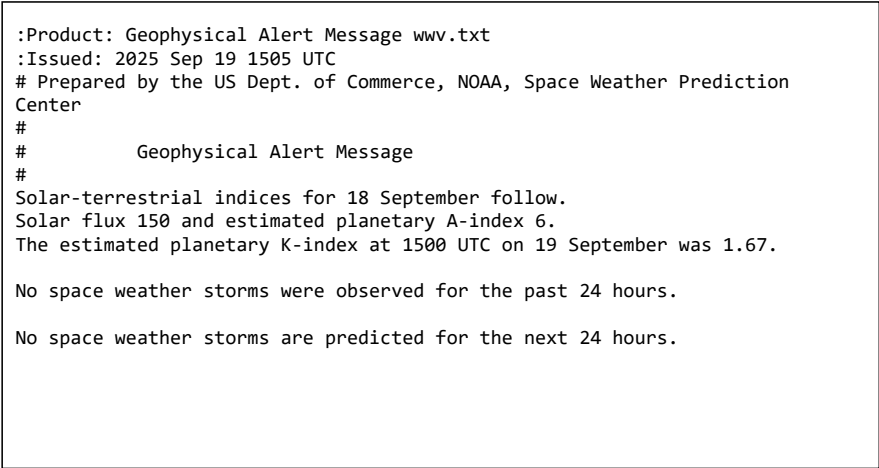 :Product: Geophysical Alert Message wwv.txt
:Issued: 2025 Sep 19 1505 UTC
# Prepared by the US Dept. of Commerce, NOAA, Space Weather Prediction
Center
#
#          Geophysical Alert Message
#
Solar-terrestrial indices for 18 September follow.
Solar flux 150 and estimated planetary A-index 6.
The estimated planetary K-index at 1500 UTC on 19 September was 1.67.

No space weather storms were observed for the past 24 hours.

No space weather storms are predicted for the next 24 hours.